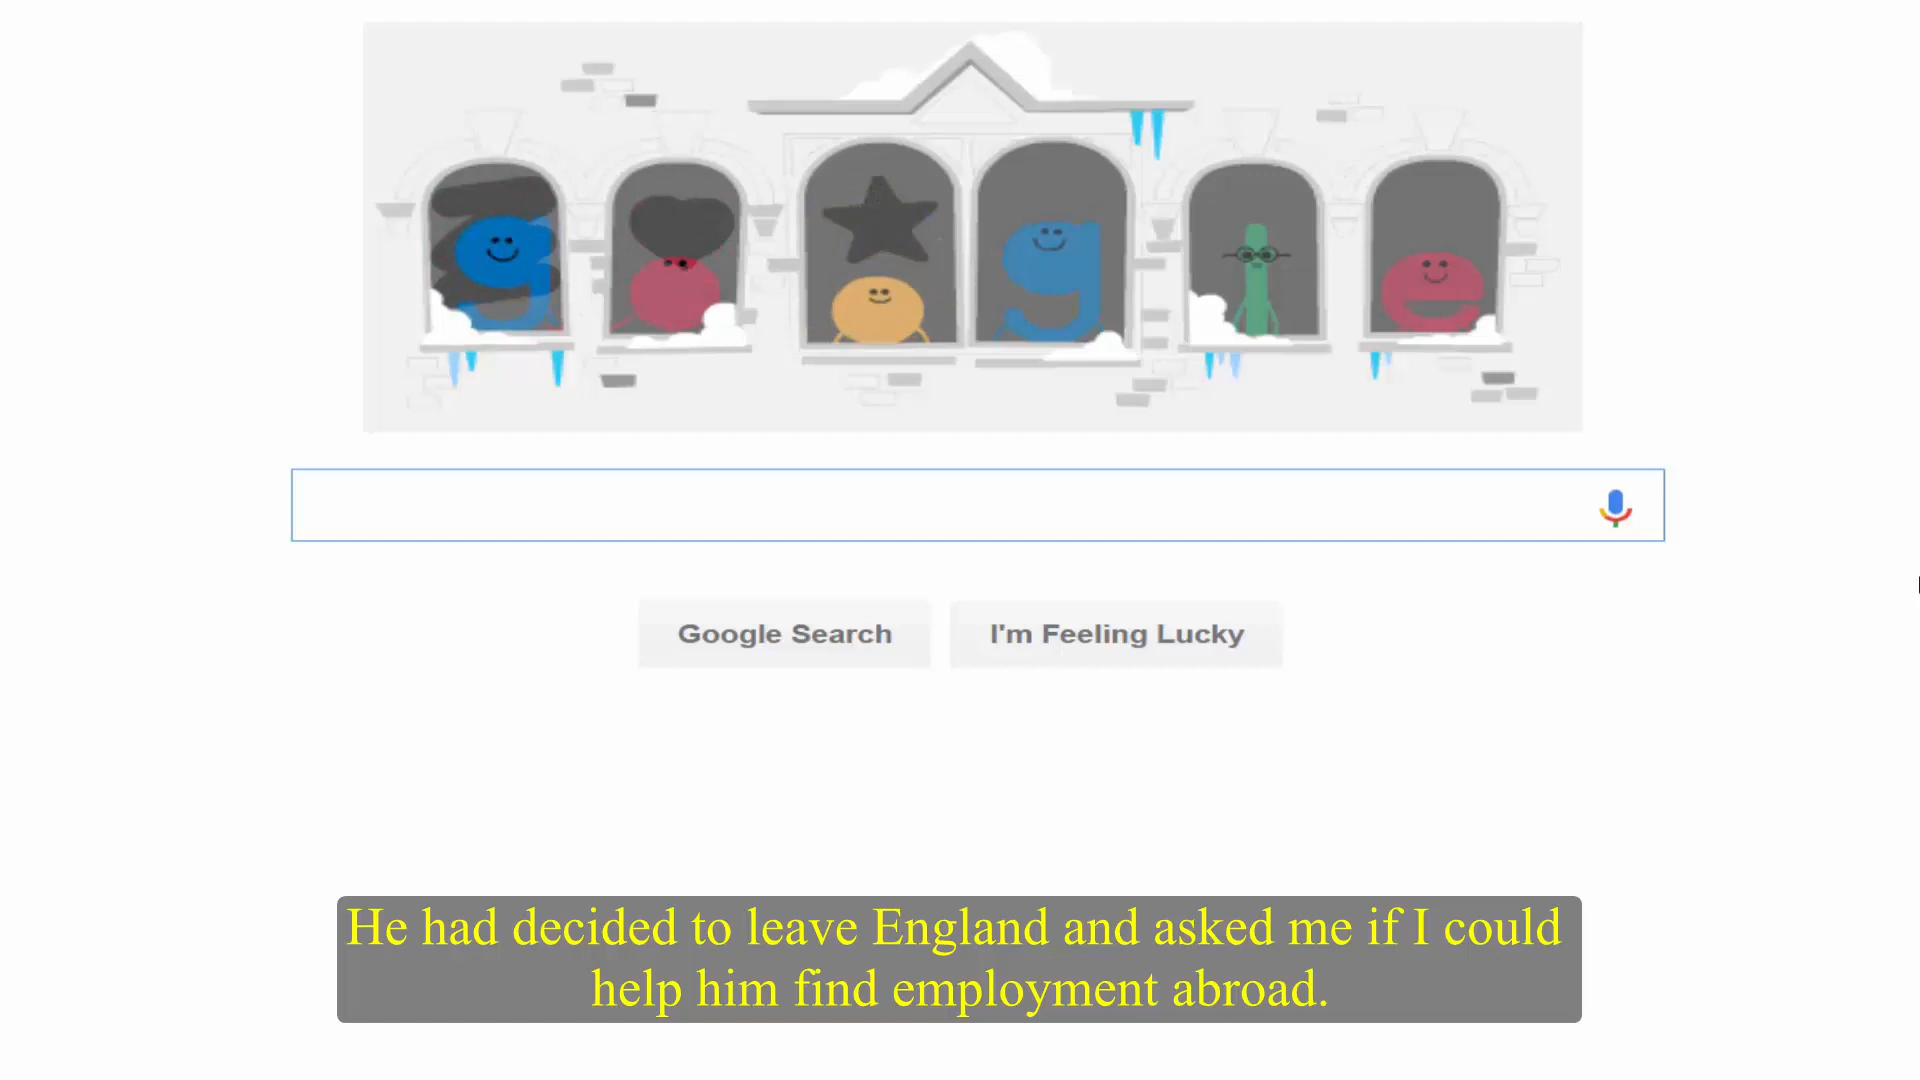 Google Search
I'm Feeling Lucky
He had decided to leave England and asked me if I could
help him find employment abroad.